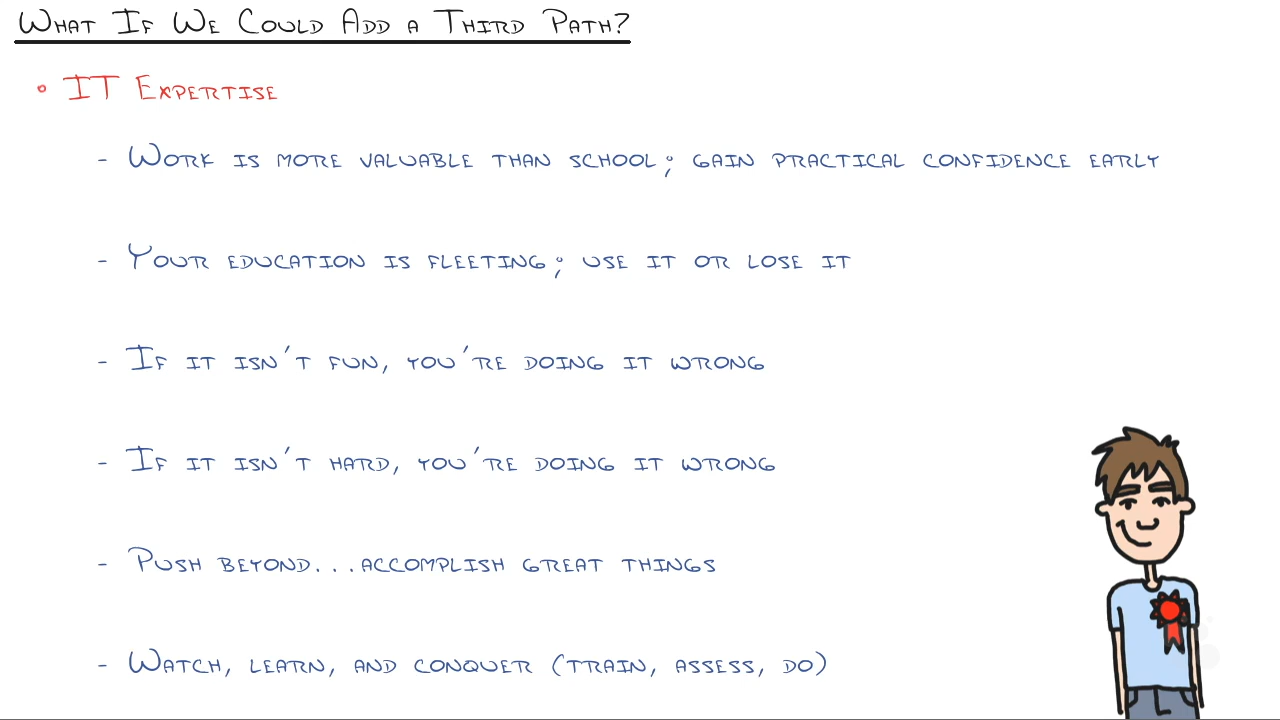 What If We Could Add a Third Path?
• IT Expertise
- Work is more valuable than school; gain practical confidence early
- Your education is fleeting; use it or lose it
- If it isn't fun, you're doing it wrong
- If it isn't hard, you're doing it wrong
- Push beyond...accomplish great things
- Watch, learn, and conquer (train, assess, do)